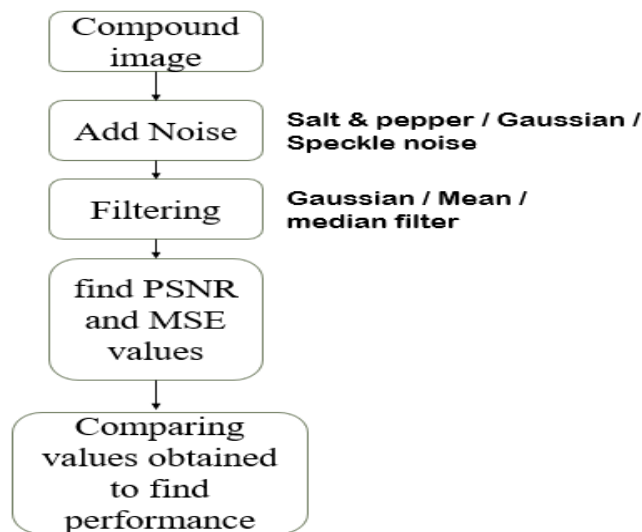 Compound
image
Add Noise
Salt & pepper / Gaussian /
Speckle noise
Filtering
Gaussian / Mean /
median filter
find PSNR
and MSE
values
Comparing
values obtained
to find
performance